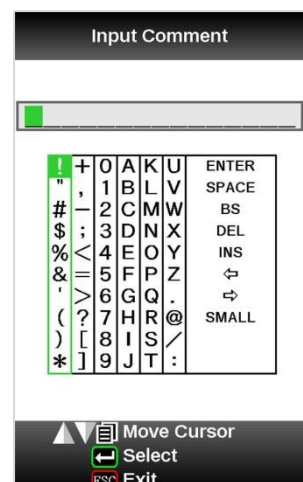 Input Comment
! + 0 A K U ENTER
" , 1 B L V SPACE
# − 2 C M W BS
$ ; 3 D N X DEL
% < 4 E O Y INS
& = 5 F P Z ⇦
' > 6 G Q . ⇨
( ? 7 H R @ SMALL
) [ 8 I S /
* ] 9 J T :
Move Cursor
Select
ESC Exit